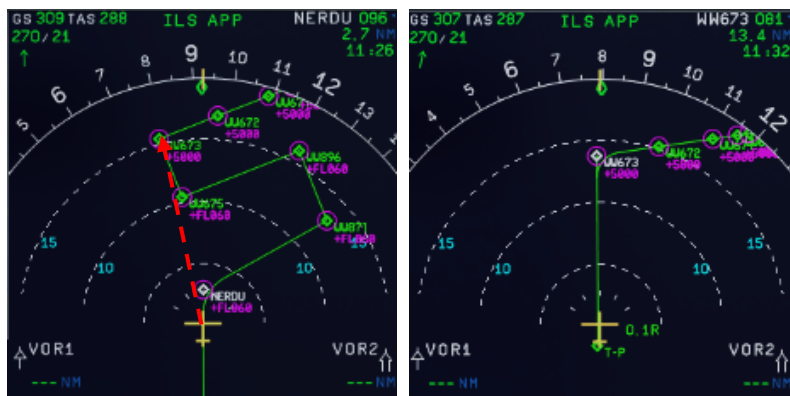 GS 309 TAS 288 ILS APP NERDU 096°
270/21 2.7 NM
11:26
5 6 7 8 9 10 11 12 13
WW672
+5000
WW673
+5000
WW896
+FL060
WW675
+FL060
WW871
+FL060
15
10 10
NERDU
+FL060
VOR1 VOR2
---NM ---NM
GS 307 TAS 287 ILS APP WW673 081°
270/21 13.4 NM
11:32
5 6 7 8 9 10 11 12
WW673
+5000
WW672
+5000
15
10 10
0.1R
T-P
VOR1 VOR2
---NM ---NM